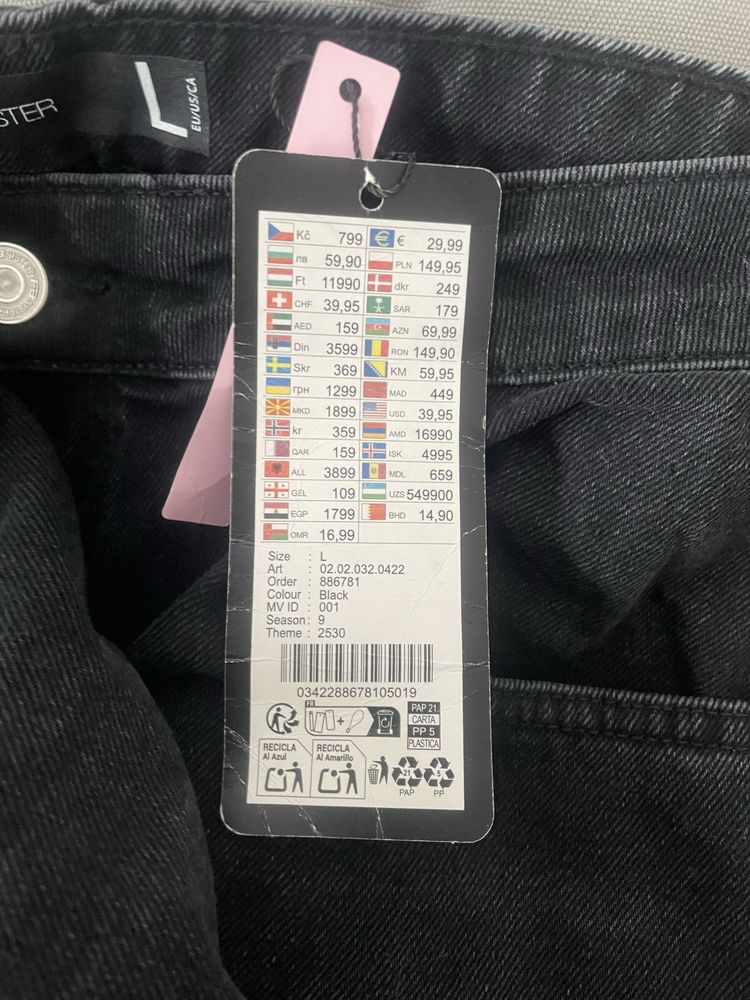 STER
L
EU/US/CA
Kč 799 € 29,99
лв 59,90 PLN 149,95
Ft 11990 dkr 249
CHF 39,95 SAR 179
AED 159 AZN 69,99
Din 3599 RON 149,90
Skr 369 KM 59,95
грн 1299 MAD 449
MKD 1899 USD 39,95
kr 359 AMD 16990
QAR 159 ISK 4995
ALL 3899 MDL 659
GEL 109 UZS 549900
EGP 1799 BHD 14,90
OMR 16,99
Size : L
Art : 02.02.032.0422
Order : 886781
Colour : Black
MV ID : 001
Season : 9
Theme : 2530
0342288678105019
FR
+
PAP 21
CARTA
PP 5
PLASTICA
RECICLA
Al Azul
RECICLA
Al Amarillo
21
PAP
5
PP